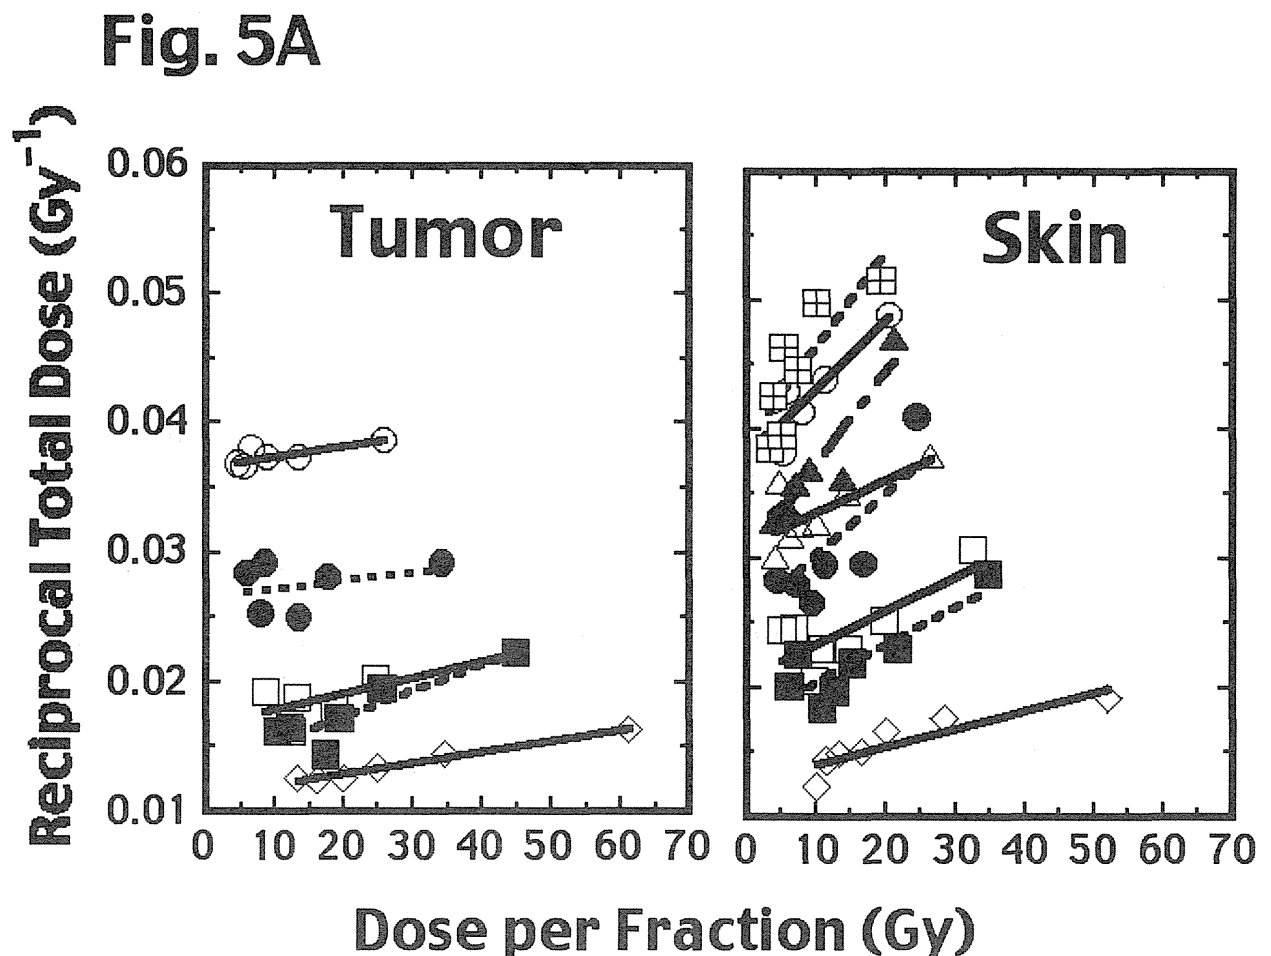 Fig. 5A
Reciprocal Total Dose (Gy⁻¹)
0.06
0.05
0.04
0.03
0.02
0.01
Tumor
Skin
0 10 20 30 40 50 60 70
0 10 20 30 40 50 60 70
Dose per Fraction (Gy)